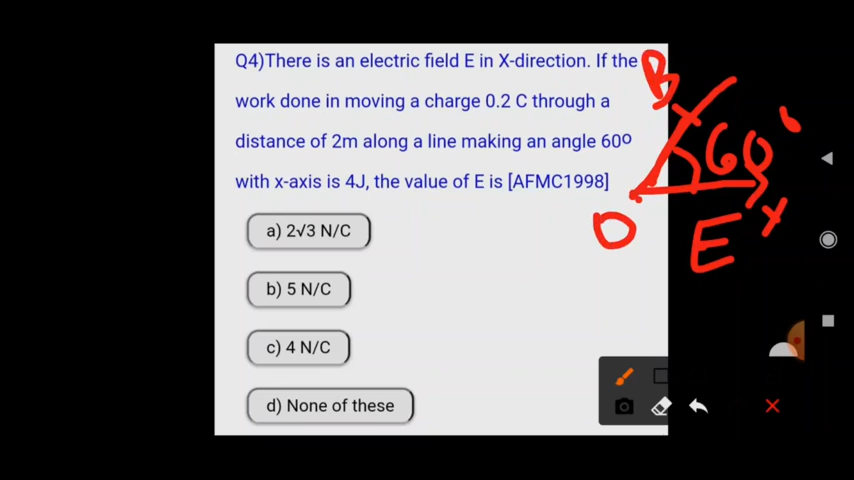 Q4)There is an electric field E in X-direction. If the
work done in moving a charge 0.2 C through a
distance of 2m along a line making an angle 60º
with x-axis is 4J, the value of E is [AFMC1998]
a) 2√3 N/C
b) 5 N/C
c) 4 N/C
d) None of these
B
60°
O
E
X